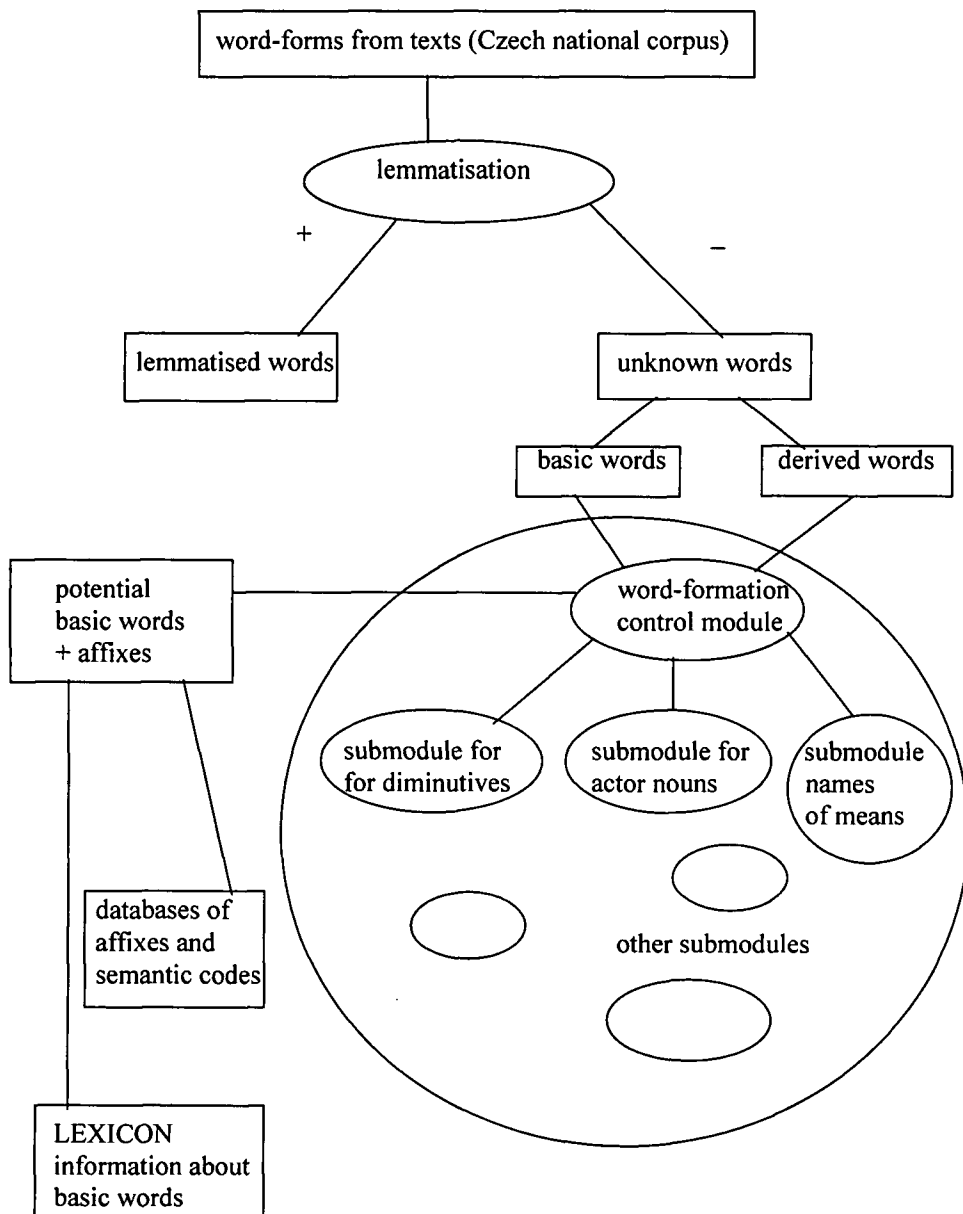 word-forms from texts (Czech national corpus)
lemmatisation
+
–
lemmatised words
unknown words
basic words
derived words
potential
basic words
+ affixes
word-formation
control module
submodule for
for diminutives
submodule for
actor nouns
submodule
names
of means
databases of
affixes and
semantic codes
other submodules
LEXICON
information about
basic words